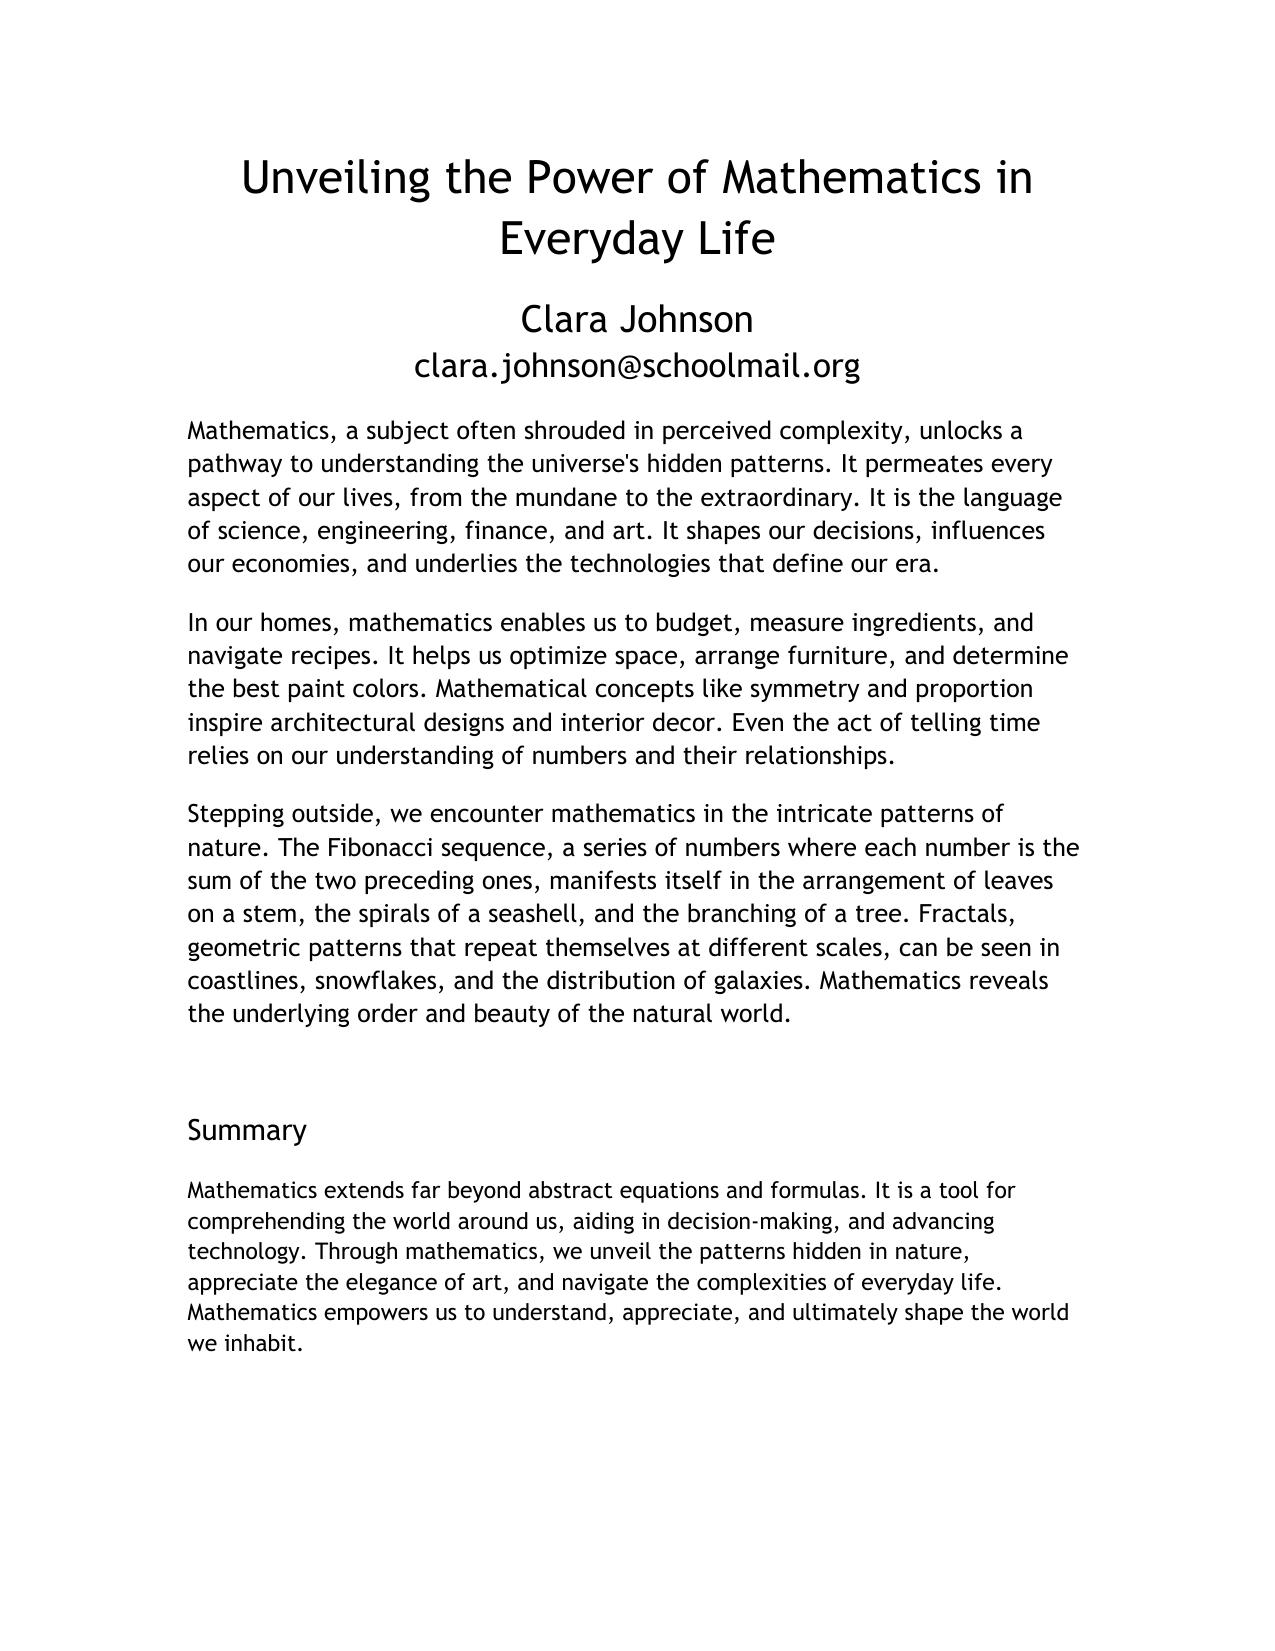 Unveiling the Power of Mathematics in
Everyday Life
Clara Johnson
clara.johnson@schoolmail.org
Mathematics, a subject often shrouded in perceived complexity, unlocks a
pathway to understanding the universe's hidden patterns. It permeates every
aspect of our lives, from the mundane to the extraordinary. It is the language
of science, engineering, finance, and art. It shapes our decisions, influences
our economies, and underlies the technologies that define our era.
In our homes, mathematics enables us to budget, measure ingredients, and
navigate recipes. It helps us optimize space, arrange furniture, and determine
the best paint colors. Mathematical concepts like symmetry and proportion
inspire architectural designs and interior decor. Even the act of telling time
relies on our understanding of numbers and their relationships.
Stepping outside, we encounter mathematics in the intricate patterns of
nature. The Fibonacci sequence, a series of numbers where each number is the
sum of the two preceding ones, manifests itself in the arrangement of leaves
on a stem, the spirals of a seashell, and the branching of a tree. Fractals,
geometric patterns that repeat themselves at different scales, can be seen in
coastlines, snowflakes, and the distribution of galaxies. Mathematics reveals
the underlying order and beauty of the natural world.
Summary
Mathematics extends far beyond abstract equations and formulas. It is a tool for
comprehending the world around us, aiding in decision-making, and advancing
technology. Through mathematics, we unveil the patterns hidden in nature,
appreciate the elegance of art, and navigate the complexities of everyday life.
Mathematics empowers us to understand, appreciate, and ultimately shape the world
we inhabit.